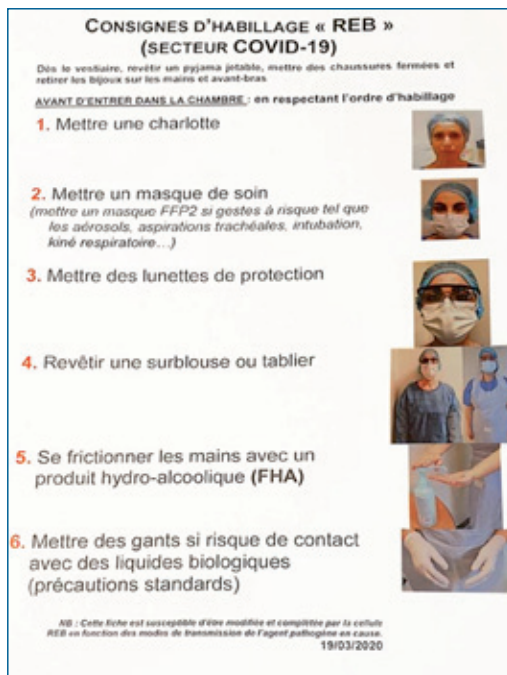 CONSIGNES D'HABILLAGE « REB »
(SECTEUR COVID-19)
Dès le vestiaire, revêtir un pyjama jetable, mettre des chaussures fermées et
retirer les bijoux sur les mains et avant-bras
AVANT D'ENTRER DANS LA CHAMBRE : en respectant l'ordre d'habillage
1. Mettre une charlotte
2. Mettre un masque de soin
(mettre un masque FFP2 si gestes à risque tel que
les aérosols, aspirations trachéales, intubation,
kiné respiratoire…)
3. Mettre des lunettes de protection
4. Revêtir une surblouse ou tablier
5. Se frictionner les mains avec un
produit hydro-alcoolique (FHA)
6. Mettre des gants si risque de contact
avec des liquides biologiques
(précautions standards)
NB : Cette fiche est susceptible d'être modifiée et complétée par la cellule
REB en fonction des modes de transmission de l'agent pathogène en cause.
19/03/2020